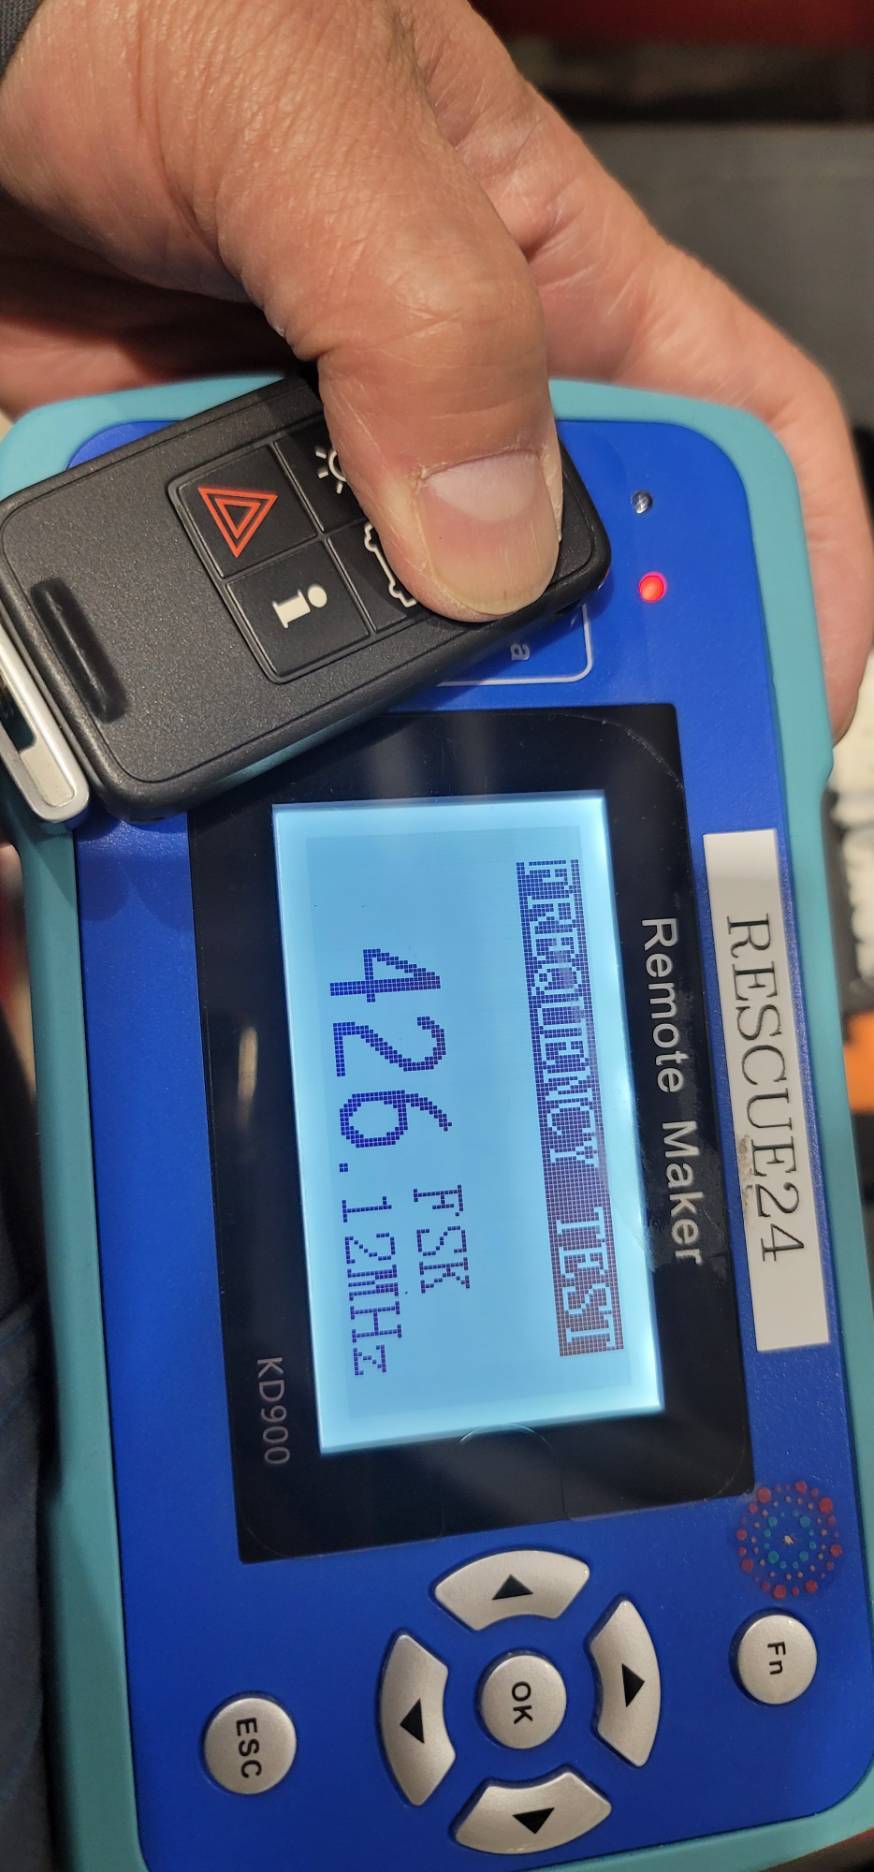 RESCUE24
Remote Maker
FREQUENCY TEST
FSK
426.12MHz
KD900
a
i
Fn
OK
ESC